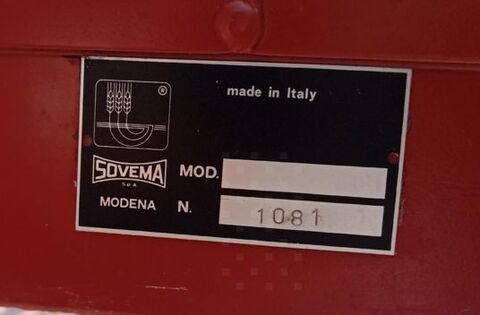 ®
made in Italy
SOVEMA
S.p.A
MOD.
MODENA N. 1081